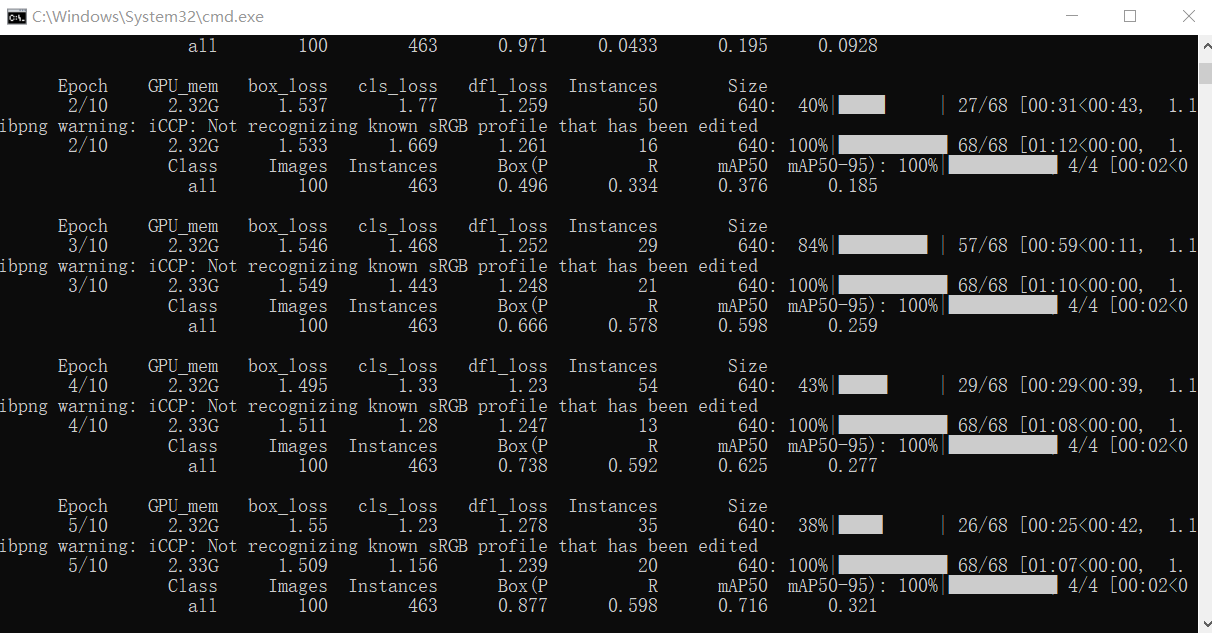 C:\Windows\System32\cmd.exe
all 100 463 0.971 0.0433 0.195 0.0928
Epoch GPU_mem box_loss cls_loss dfl_loss Instances Size
2/10 2.32G 1.537 1.77 1.259 50 640: 40%| | 27/68 [00:31<00:43, 1.1
ibpng warning: iCCP: Not recognizing known sRGB profile that has been edited
2/10 2.32G 1.533 1.669 1.261 16 640: 100%| 68/68 [01:12<00:00, 1.
Class Images Instances Box(P R mAP50 mAP50-95): 100%| 4/4 [00:02<0
all 100 463 0.496 0.334 0.376 0.185
Epoch GPU_mem box_loss cls_loss dfl_loss Instances Size
3/10 2.32G 1.546 1.468 1.252 29 640: 84%| | 57/68 [00:59<00:11, 1.1
ibpng warning: iCCP: Not recognizing known sRGB profile that has been edited
3/10 2.33G 1.549 1.443 1.248 21 640: 100%| 68/68 [01:10<00:00, 1.
Class Images Instances Box(P R mAP50 mAP50-95): 100%| 4/4 [00:02<0
all 100 463 0.666 0.578 0.598 0.259
Epoch GPU_mem box_loss cls_loss dfl_loss Instances Size
4/10 2.32G 1.495 1.33 1.23 54 640: 43%| | 29/68 [00:29<00:39, 1.1
ibpng warning: iCCP: Not recognizing known sRGB profile that has been edited
4/10 2.33G 1.511 1.28 1.247 13 640: 100%| 68/68 [01:08<00:00, 1.
Class Images Instances Box(P R mAP50 mAP50-95): 100%| 4/4 [00:02<0
all 100 463 0.738 0.592 0.625 0.277
Epoch GPU_mem box_loss cls_loss dfl_loss Instances Size
5/10 2.32G 1.55 1.23 1.278 35 640: 38%| | 26/68 [00:25<00:42, 1.1
ibpng warning: iCCP: Not recognizing known sRGB profile that has been edited
5/10 2.33G 1.509 1.156 1.239 20 640: 100%| 68/68 [01:07<00:00, 1.
Class Images Instances Box(P R mAP50 mAP50-95): 100%| 4/4 [00:02<0
all 100 463 0.877 0.598 0.716 0.321